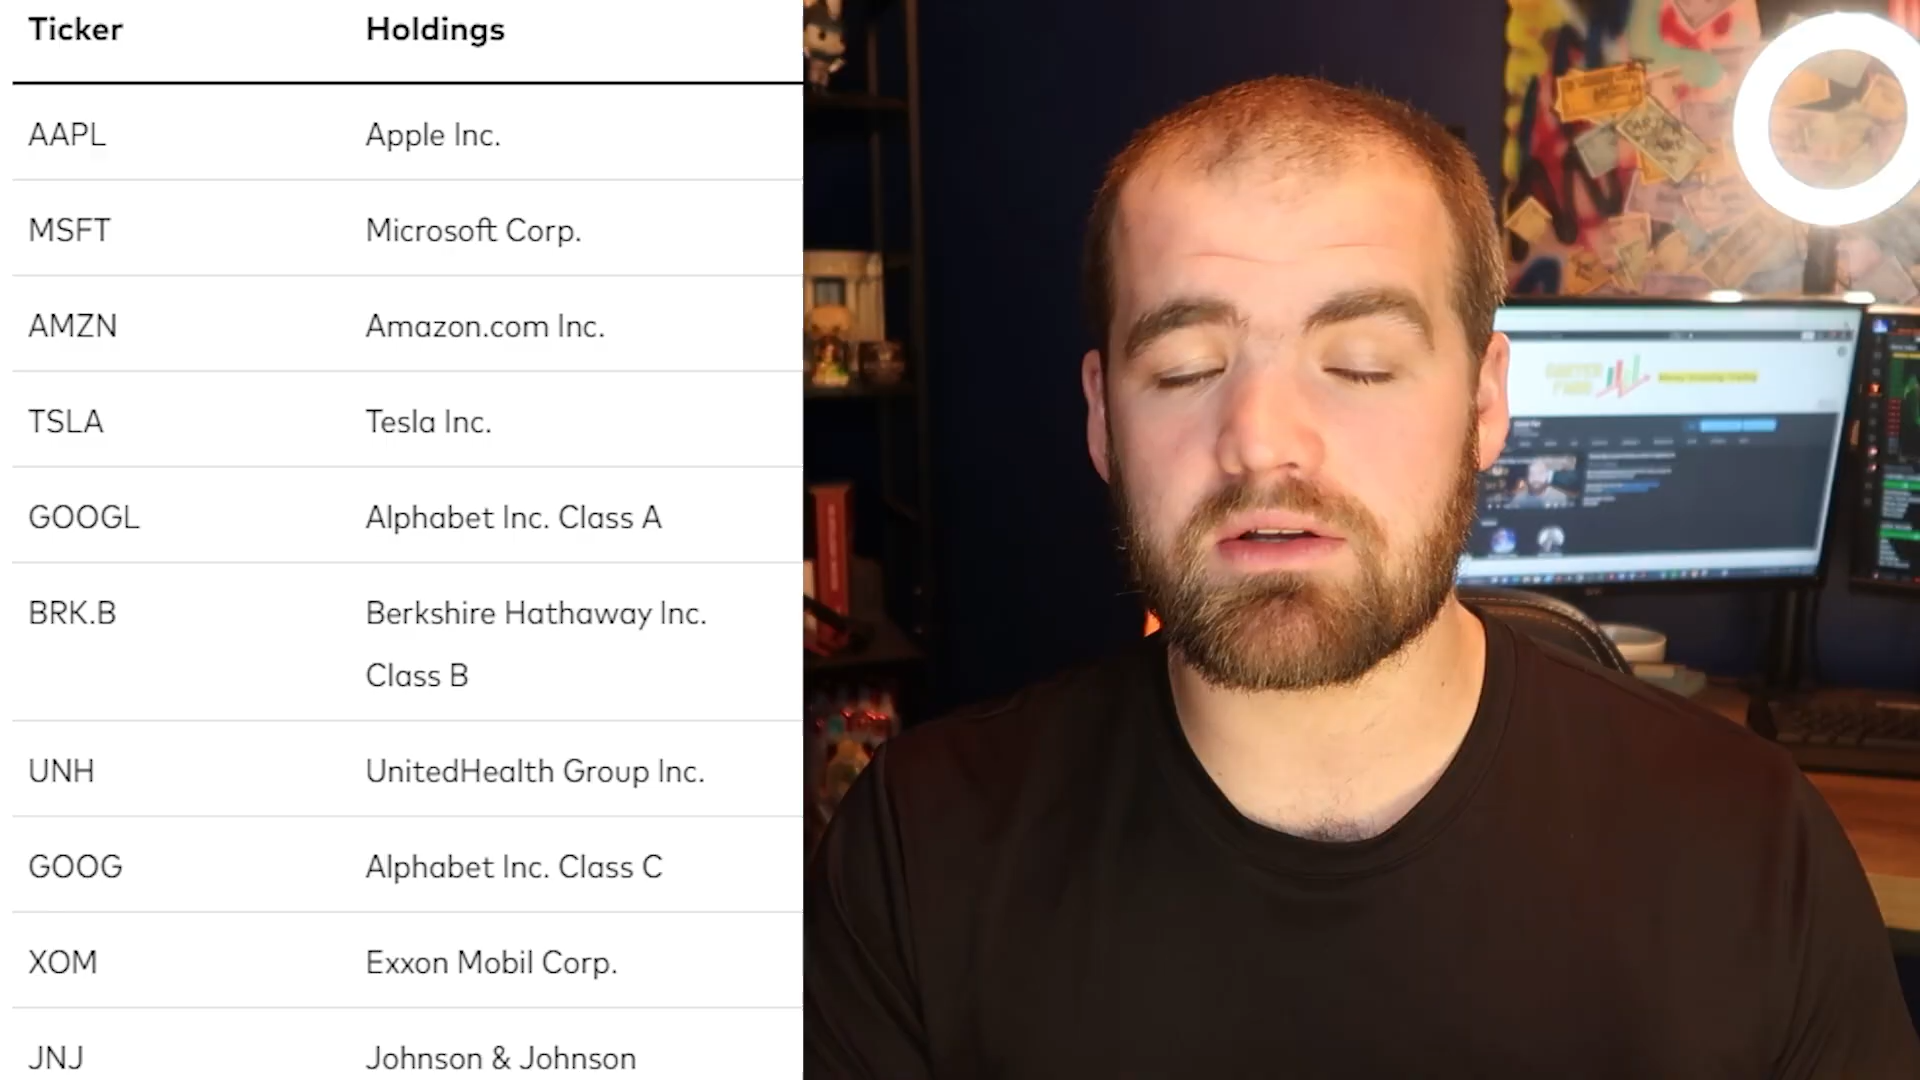 Ticker Holdings
AAPL Apple Inc.
MSFT Microsoft Corp.
AMZN Amazon.com Inc.
TSLA Tesla Inc.
GOOGL Alphabet Inc. Class A
BRK.B Berkshire Hathaway Inc.
Class B
UNH UnitedHealth Group Inc.
GOOG Alphabet Inc. Class C
XOM Exxon Mobil Corp.
JNJ Johnson & Johnson